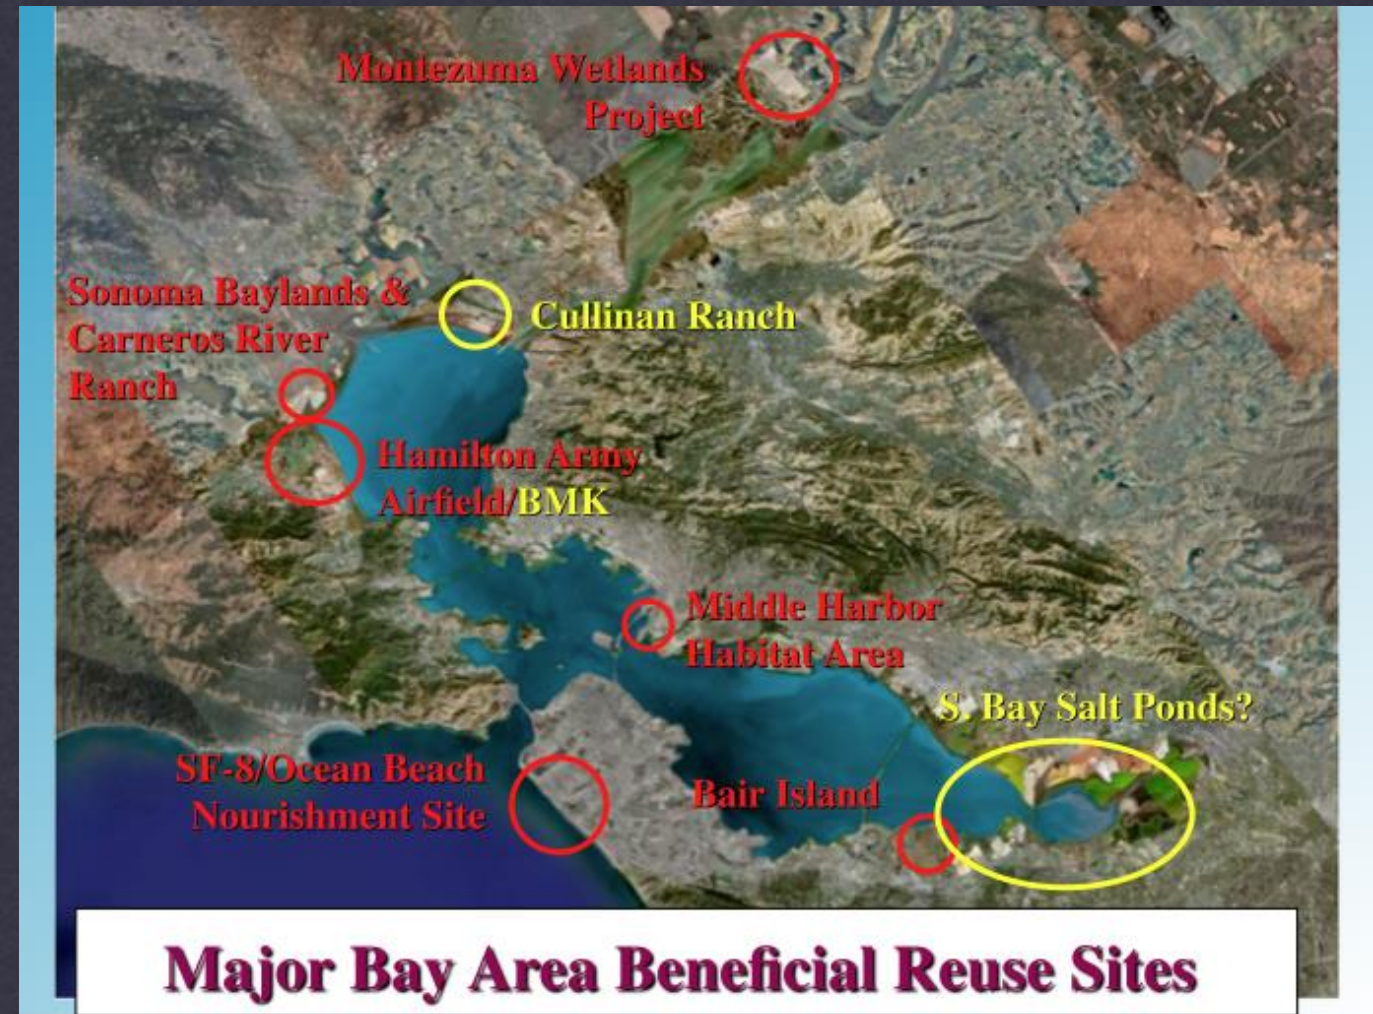 Montezuma Wetlands
Project
Sonoma Baylands &
Carneros River
Ranch
Cullinan Ranch
Hamilton Army
Airfield/BMK
Middle Harbor
Habitat Area
S. Bay Salt Ponds?
SF-8/Ocean Beach
Nourishment Site
Bair Island
Major Bay Area Beneficial Reuse Sites